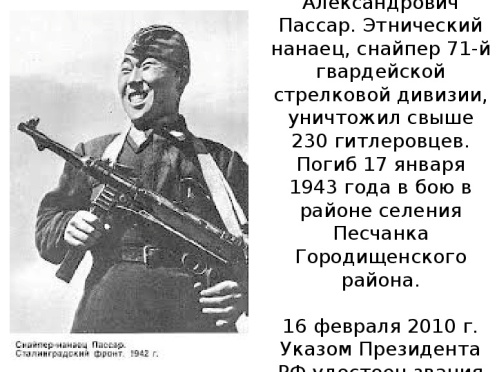 Александрович
Пассар. Этнический
нанаец, снайпер 71-й
гвардейской
стрелковой дивизии,
уничтожил свыше
230 гитлеровцев.
Погиб 17 января
1943 года в бою в
районе селения
Песчанка
Городищенского
района.
16 февраля 2010 г.
Указом Президента
РФ удостоен звания
Снайпер-нанаец Пассар.
Сталинградский фронт. 1942 г.